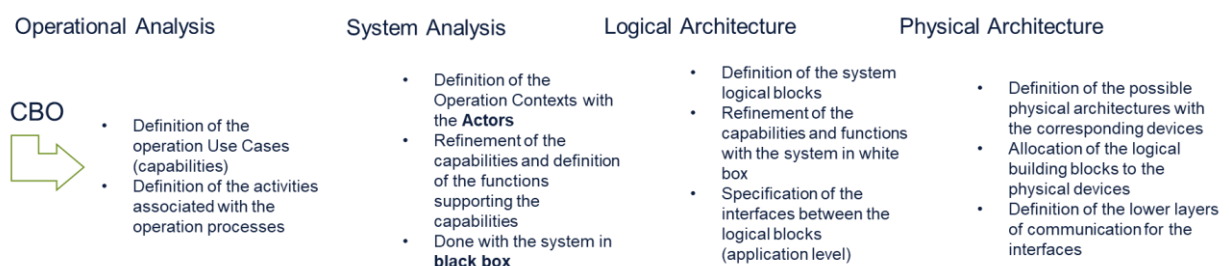 Operational Analysis
System Analysis
Logical Architecture
Physical Architecture
CBO
• Definition of the
operation Use Cases
(capabilities)
• Definition of the activities
associated with the
operation processes
• Definition of the
Operation Contexts with
the Actors
• Refinement of the
capabilities and definition
of the functions
supporting the
capabilities
• Done with the system in
black box
• Definition of the system
logical blocks
• Refinement of the
capabilities and functions
with the system in white
box
• Specification of the
interfaces between the
logical blocks
(application level)
• Definition of the possible
physical architectures with
the corresponding devices
• Allocation of the logical
building blocks to the
physical devices
• Definition of the lower layers
of communication for the
interfaces